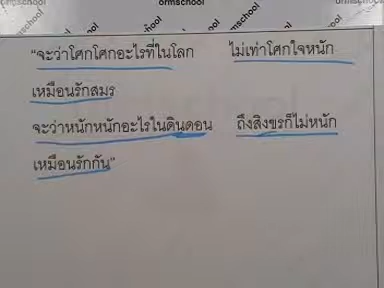 ormschool ormschool ormschool
“จะว่าโศกโศกอะไรที่ในโลก ไม่เท่าโศกใจหนัก
เหมือนรักสมร
จะว่าหนักหนักอะไรในดินดอน ถึงสิงขรก็ไม่หนัก
เหมือนรักกัน”